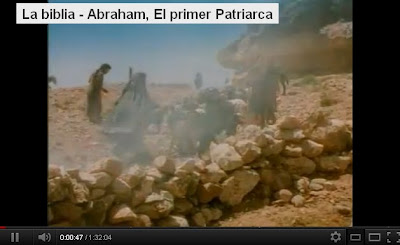 La biblia - Abraham, El primer Patriarca
0:00:47 / 1:32:04